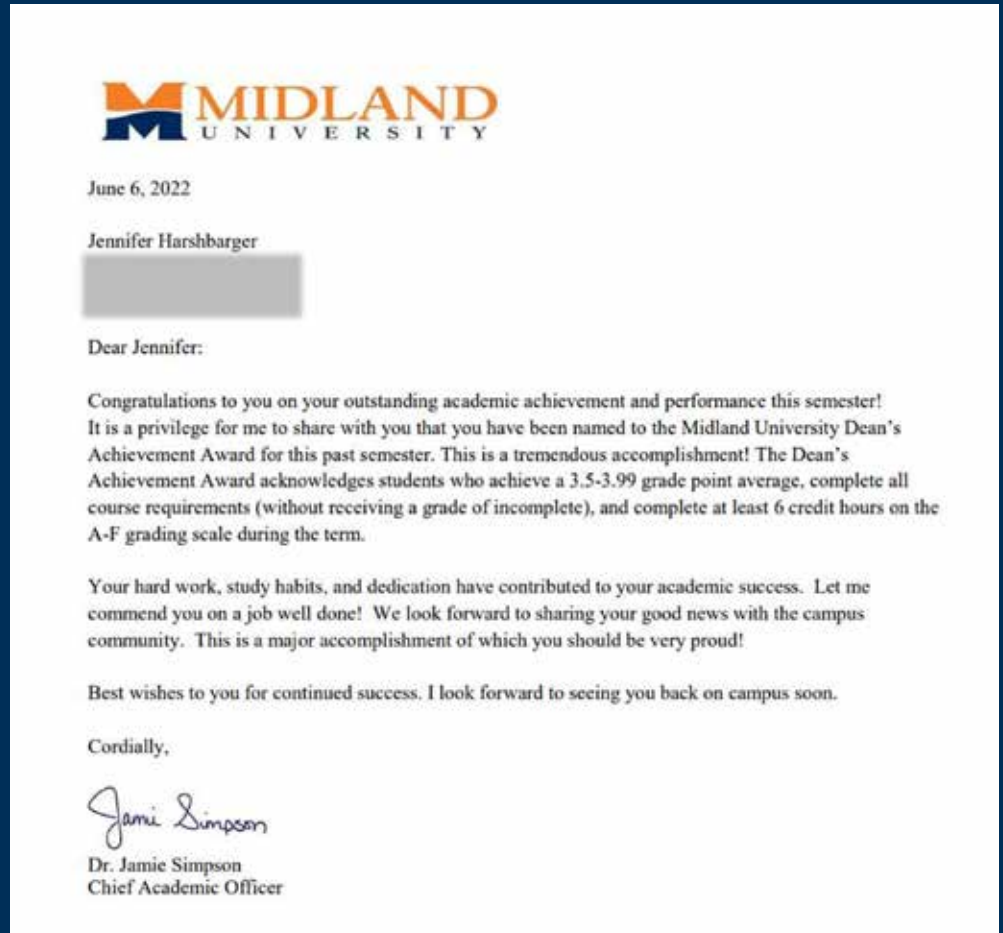 MIDLAND
UNIVERSITY
June 6, 2022
Jennifer Harshbarger
Dear Jennifer:
Congratulations to you on your outstanding academic achievement and performance this semester!
It is a privilege for me to share with you that you have been named to the Midland University Dean's
Achievement Award for this past semester. This is a tremendous accomplishment! The Dean's
Achievement Award acknowledges students who achieve a 3.5-3.99 grade point average, complete all
course requirements (without receiving a grade of incomplete), and complete at least 6 credit hours on the
A-F grading scale during the term.
Your hard work, study habits, and dedication have contributed to your academic success.  Let me
commend you on a job well done!  We look forward to sharing your good news with the campus
community.  This is a major accomplishment of which you should be very proud!
Best wishes to you for continued success. I look forward to seeing you back on campus soon.
Cordially,
Jami Simpson
Dr. Jamie Simpson
Chief Academic Officer